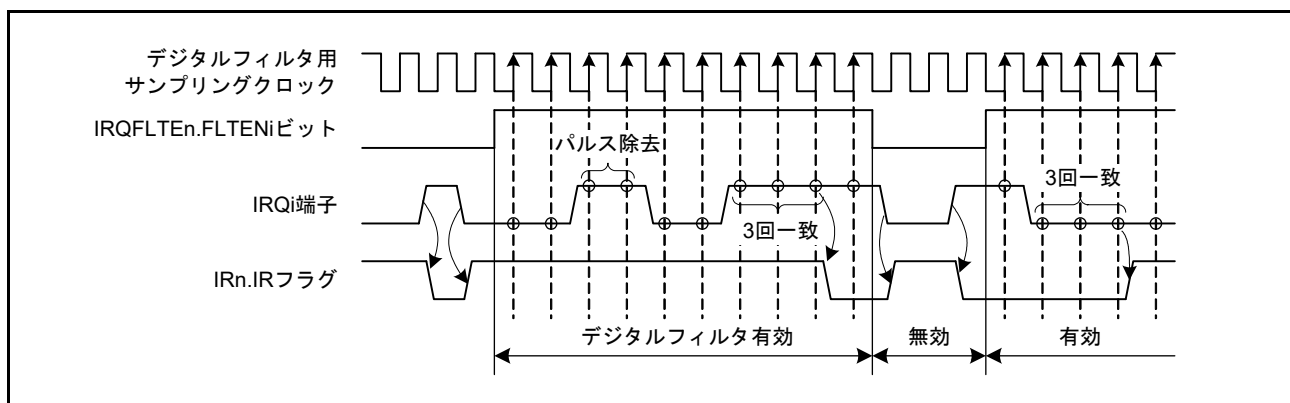 デジタルフィルタ用
サンプリングクロック
IRQFLTEn.FLTENiビット
パルス除去
3回一致
IRQi端子
3回一致
IRn.IRフラグ
デジタルフィルタ有効
無効
有効